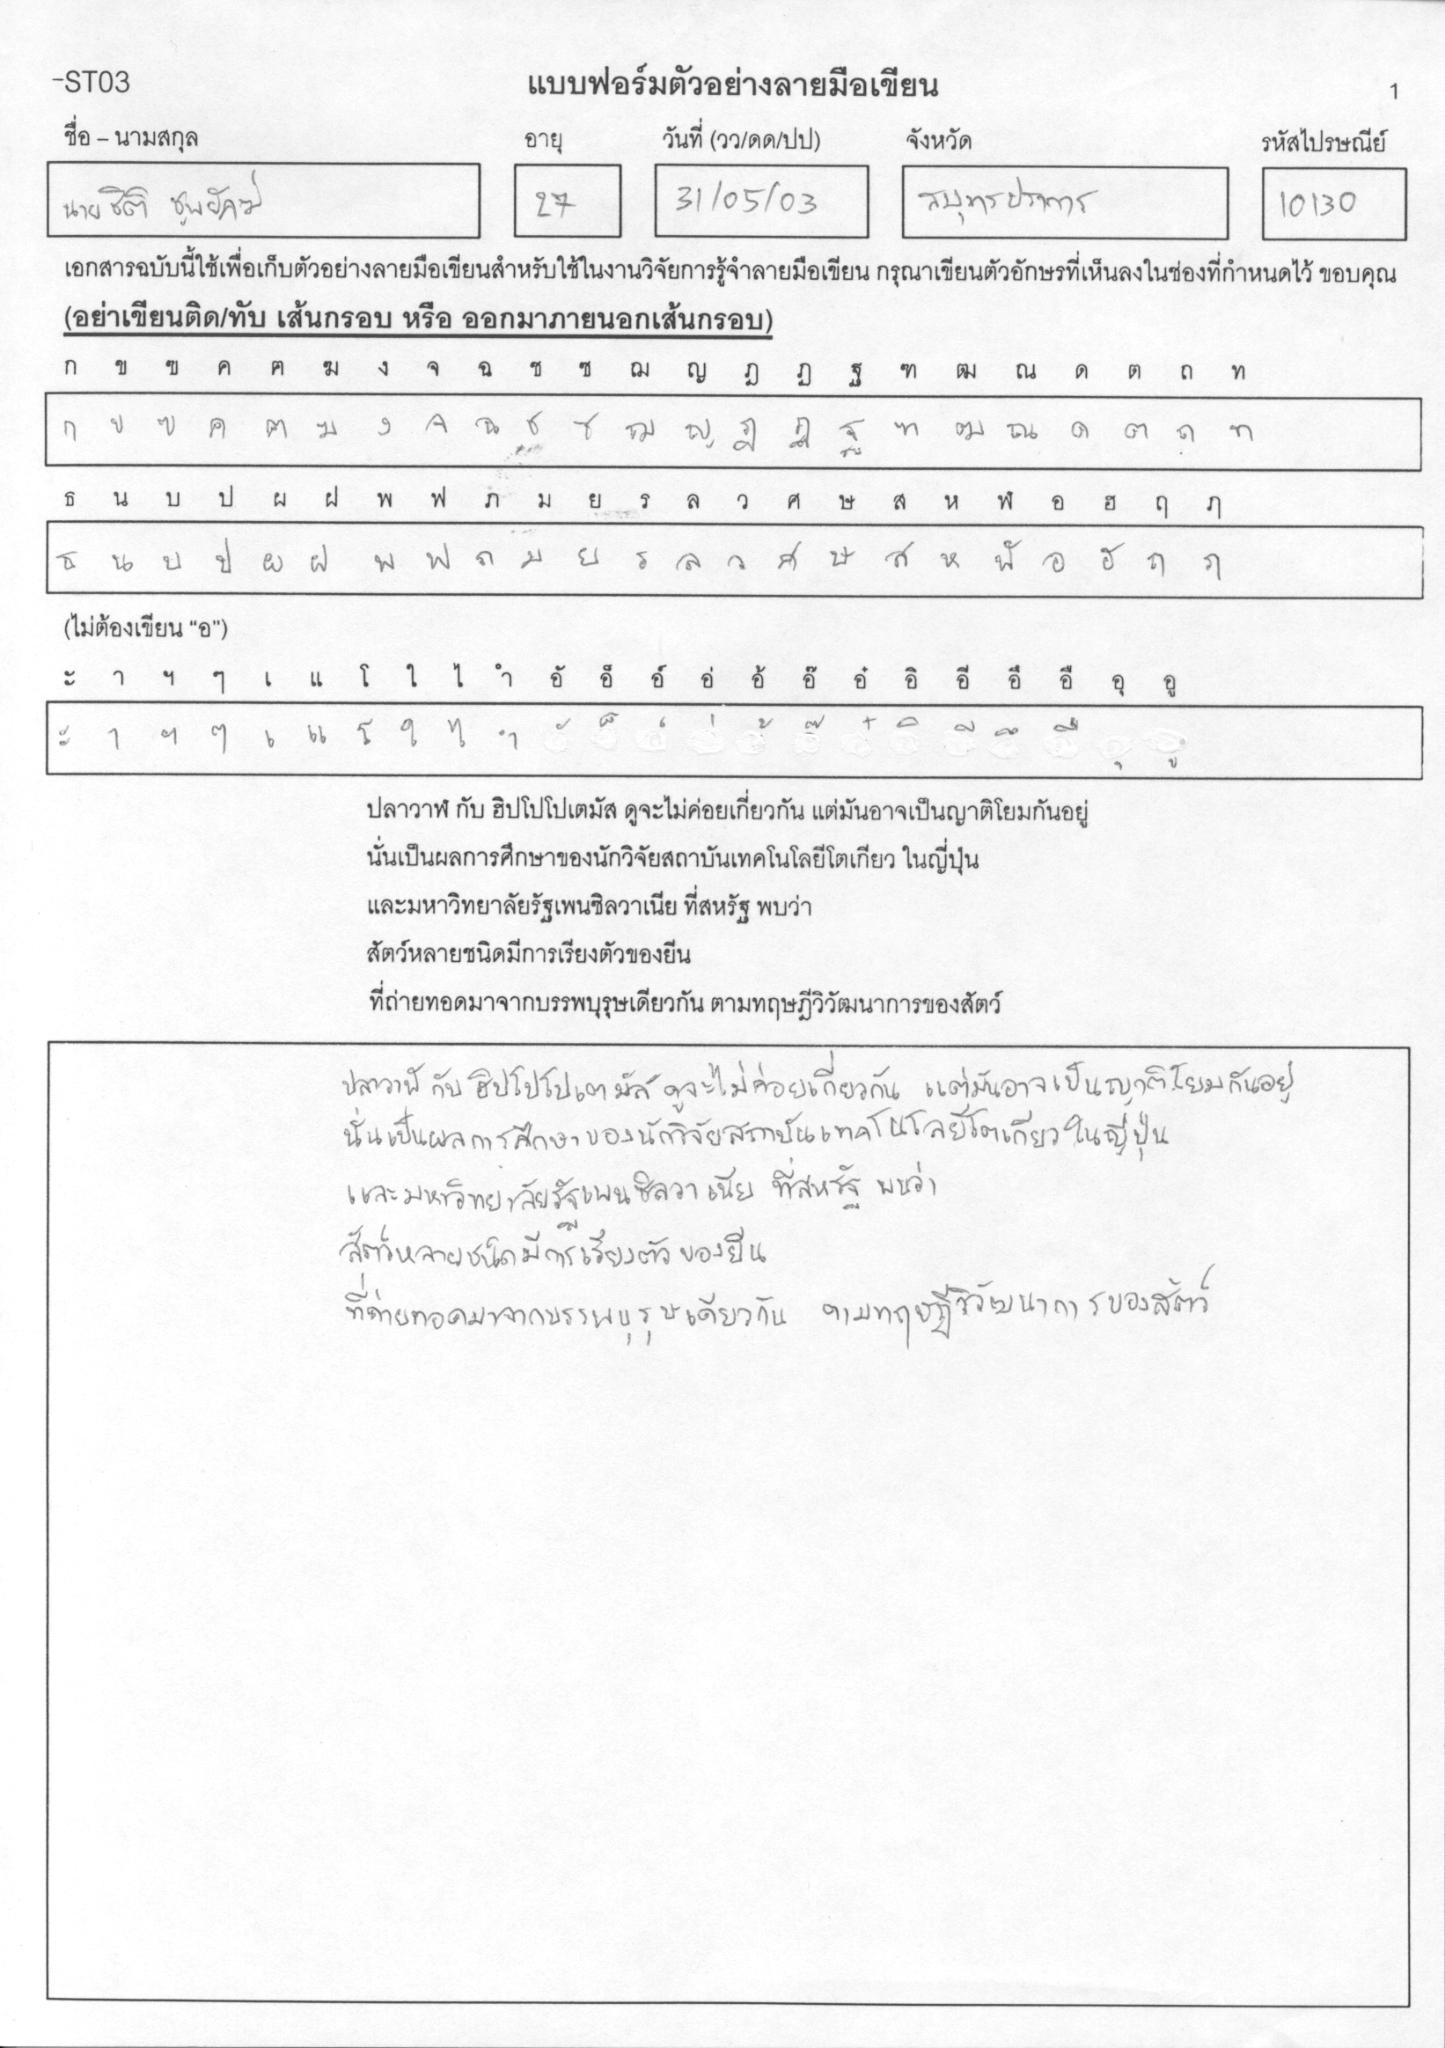 -ST03
แบบฟอร์มตัวอย่างลายมือเขียน
1
ชื่อ – นามสกุล อายุ วันที่ (วว/ดด/ปป) จังหวัด รหัสไปรษณีย์
นาย ชิติ 27 31/05/03 สมุทรปราการ 10130
เอกสารฉบับนี้ใช้เพื่อเก็บตัวอย่างลายมือเขียนสำหรับใช้ในงานวิจัยการรู้จำลายมือเขียน กรุณาเขียนตัวอักษรที่เห็นลงในช่องที่กำหนดไว้ ขอบคุณ
(อย่าเขียนติด/ทับ เส้นกรอบ หรือ ออกมาภายนอกเส้นกรอบ)
ก ข ฃ ค ฅ ฆ ง จ ฉ ช ซ ฌ ญ ฎ ฏ ฐ ฑ ฒ ณ ด ต ถ ท
ก ข ฃ ค ฅ ฆ ง จ ฉ ช ซ ฌ ญ ฎ ฏ ฐ ฑ ฒ ณ ด ต ถ ท
ธ น บ ป ผ ฝ พ ฟ ภ ม ย ร ล ว ศ ษ ส ห ฬ อ ฮ ฤ ฦ
ธ น บ ป ผ ฝ พ ฟ ภ ม ย ร ล ว ศ ษ ส ห ฬ อ ฮ ฤ ฦ
(ไม่ต้องเขียน “อ”)
ะ า ฯ ๆ เ แ โ ใ ไ ำ อั อ็ อ์ อ่ อ้ อ๊ อ๋ อิ อี อึ อื อุ อู
ะ า ฯ ๆ เ แ โ ใ ไ ำ ั ็ ์ ่ ้ ๊ ๋ ิ ี ึ ื ุ ู
ปลาวาฬ กับ ฮิปโปโปเตมัส ดูจะไม่ค่อยเกี่ยวกัน แต่มันอาจเป็นญาติโยมกันอยู่
นั่นเป็นผลการศึกษาของนักวิจัยสถาบันเทคโนโลยีโตเกียว ในญี่ปุ่น
และมหาวิทยาลัยรัฐเพนซิลวาเนีย ที่สหรัฐ พบว่า
สัตว์หลายชนิดมีการเรียงตัวของยีน
ที่ถ่ายทอดมาจากบรรพบุรุษเดียวกัน ตามทฤษฎีวิวัฒนาการของสัตว์
ปลาวาฬ กับ ฮิปโปโปเตมัส ดูจะไม่ค่อยเกี่ยวกัน แต่มันอาจเป็นญาติโยมกันอยู่
นั่นเป็นผลการศึกษาของนักวิจัยสถาบันเทคโนโลยีโตเกียว ในญี่ปุ่น
และมหาวิทยาลัยรัฐเพนซิลวาเนีย ที่สหรัฐ พบว่า
สัตว์หลายชนิดมีการเรียงตัวของยีน
ที่ถ่ายทอดมาจากบรรพบุรุษเดียวกัน ตามทฤษฎีวิวัฒนาการของสัตว์